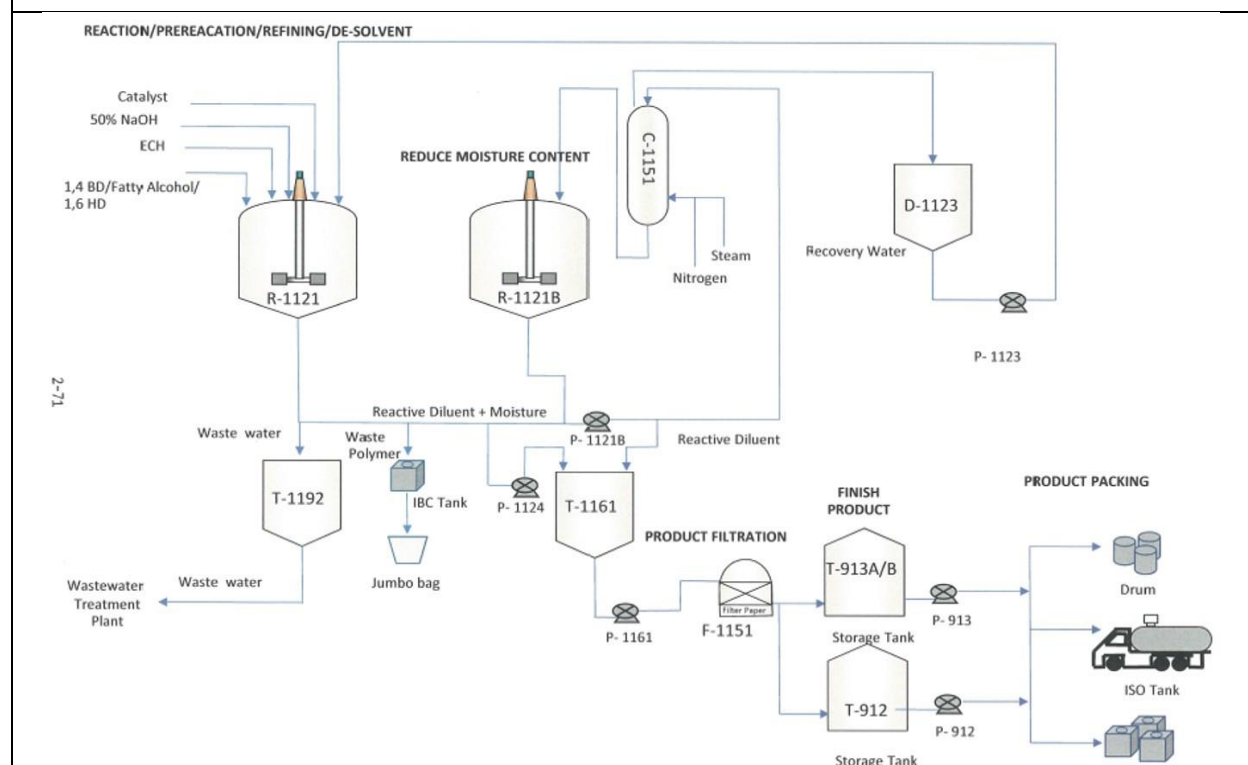 REACTION/PREREACATION/REFINING/DE-SOLVENT
Catalyst
50% NaOH
ECH
1,4 BD/Fatty Alcohol/
1,6 HD
R-1121
REDUCE MOISTURE CONTENT
R-1121B
C-1151
Steam
Nitrogen
D-1123
Recovery Water
P- 1123
2-71
Reactive Diluent + Moisture
P- 1121B
Reactive Diluent
Waste water
Waste
Polymer
T-1192
IBC Tank
P- 1124
T-1161
Jumbo bag
Waste water
Wastewater
Treatment
Plant
PRODUCT FILTRATION
P- 1161
Filter Paper
F-1151
FINISH
PRODUCT
T-913A/B
P- 913
Storage Tank
T-912
P- 912
Storage Tank
PRODUCT PACKING
Drum
ISO Tank